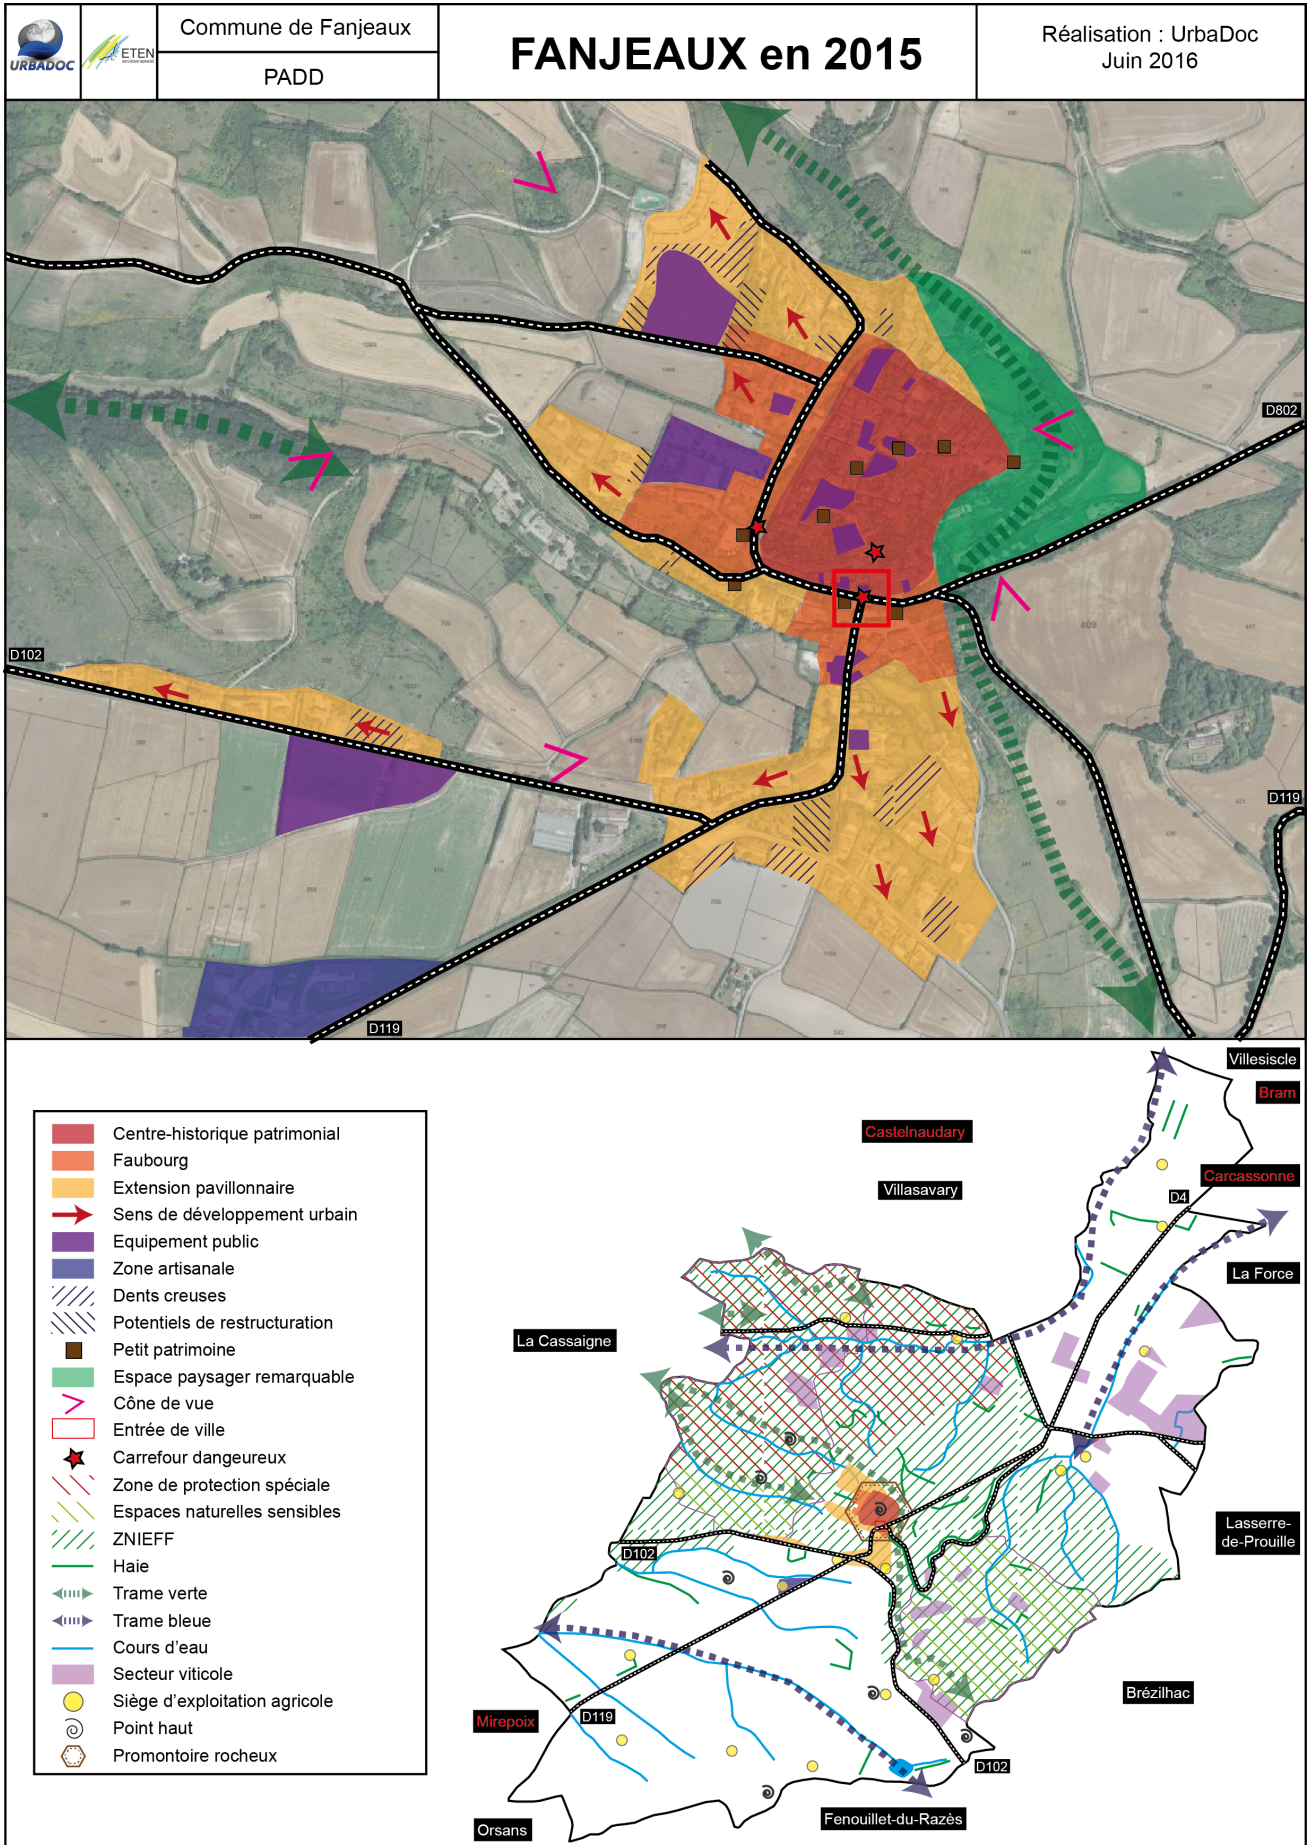 URBADOC
ETEN
environnement
Commune de Fanjeaux
PADD
FANJEAUX en 2015
Réalisation : UrbaDoc
Juin 2016
D802
D102
D119
D119
409
Centre-historique patrimonial
Faubourg
Extension pavillonnaire
Sens de développement urbain
Equipement public
Zone artisanale
Dents creuses
Potentiels de restructuration
Petit patrimoine
Espace paysager remarquable
Cône de vue
Entrée de ville
Carrefour dangeureux
Zone de protection spéciale
Espaces naturelles sensibles
ZNIEFF
Haie
Trame verte
Trame bleue
Cours d'eau
Secteur viticole
Siège d'exploitation agricole
Point haut
Promontoire rocheux
Villesiscle
Bram
Castelnaudary
Carcassonne
Villasavary
D4
La Force
La Cassaigne
Lasserre-
de-Prouille
D102
Brézilhac
Mirepoix
D119
D102
Fenouillet-du-Razès
Orsans